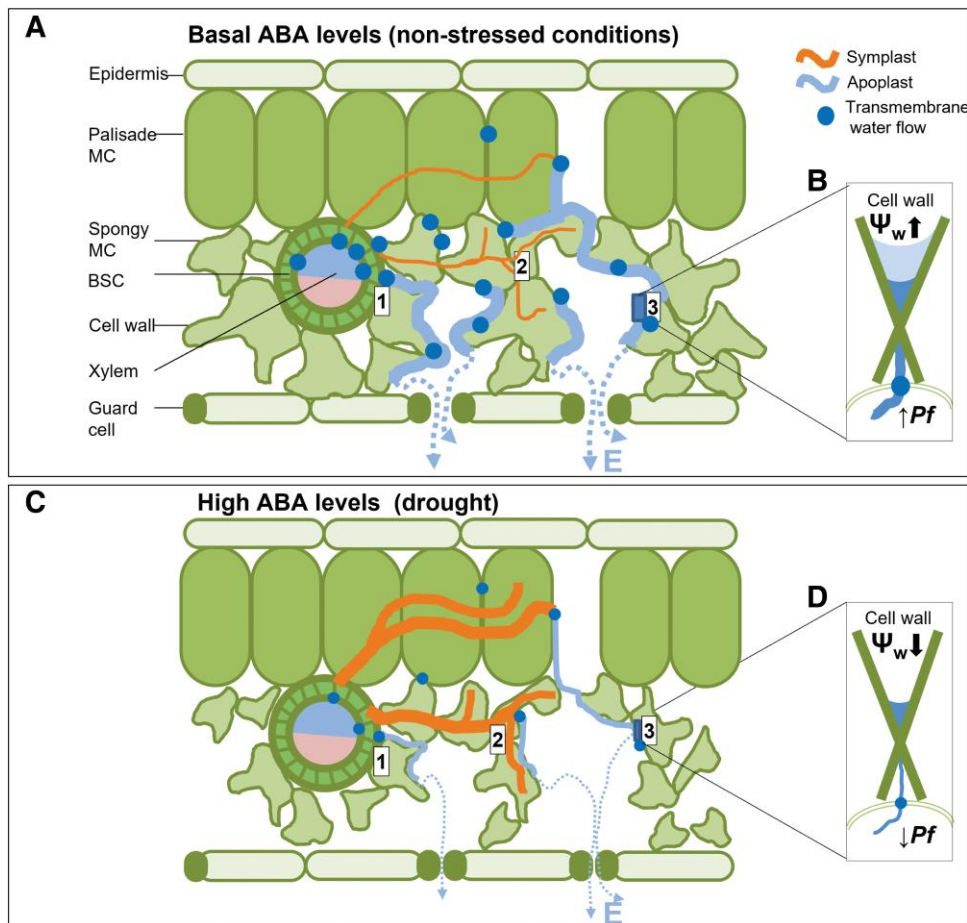 A
Basal ABA levels (non-stressed conditions)
Symplast
Apoplast
Transmembrane
water flow
Epidermis
Palisade
MC
Spongy
MC
BSC
Cell wall
Xylem
Guard
cell
1
2
3
E
B
Cell wall
Ψw⬆
↑Pf
C
High ABA levels (drought)
1
2
3
E
D
Cell wall
Ψw⬇
↓Pf